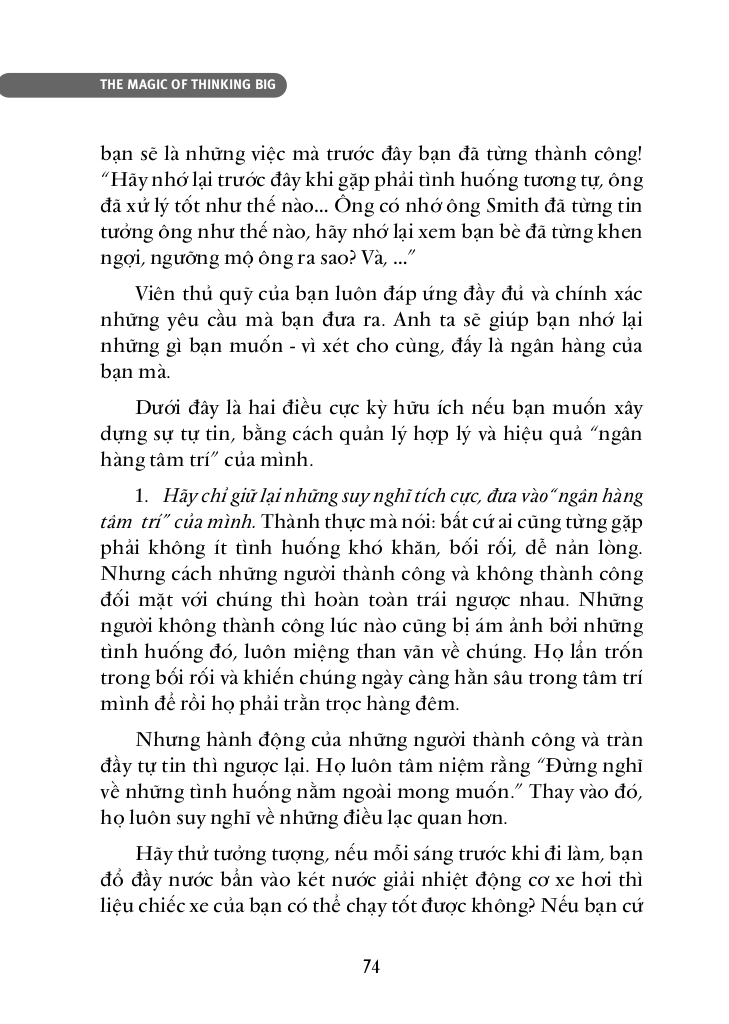 THE MAGIC OF THINKING BIG
bạn sẽ là những việc mà trước đây bạn đã từng thành công!
“Hãy nhớ lại trước đây khi gặp phải tình huống tương tự, ông
đã xử lý tốt như thế nào... Ông có nhớ ông Smith đã từng tin
tưởng ông như thế nào, hãy nhớ lại xem bạn bè đã từng khen
ngợi, ngưỡng mộ ông ra sao? Và, ...”
Viên thủ quỹ của bạn luôn đáp ứng đầy đủ và chính xác
những yêu cầu mà bạn đưa ra. Anh ta sẽ giúp bạn nhớ lại
những gì bạn muốn - vì xét cho cùng, đấy là ngân hàng của
bạn mà.
Dưới đây là hai điều cực kỳ hữu ích nếu bạn muốn xây
dựng sự tự tin, bằng cách quản lý hợp lý và hiệu quả “ngân
hàng tâm trí” của mình.
1. Hãy chỉ giữ lại những suy nghĩ tích cực, đưa vào“ngân hàng
tâm trí” của mình. Thành thực mà nói: bất cứ ai cũng từng gặp
phải không ít tình huống khó khăn, bối rối, dễ nản lòng.
Nhưng cách những người thành công và không thành công
đối mặt với chúng thì hoàn toàn trái ngược nhau. Những
người không thành công lúc nào cũng bị ám ảnh bởi những
tình huống đó, luôn miệng than vãn về chúng. Họ lẩn trốn
trong bối rối và khiến chúng ngày càng hằn sâu trong tâm trí
mình để rồi họ phải trằn trọc hàng đêm.
Nhưng hành động của những người thành công và tràn
đầy tự tin thì ngược lại. Họ luôn tâm niệm rằng “Đừng nghĩ
về những tình huống nằm ngoài mong muốn.” Thay vào đó,
họ luôn suy nghĩ về những điều lạc quan hơn.
Hãy thử tưởng tượng, nếu mỗi sáng trước khi đi làm, bạn
đổ đầy nước bẩn vào két nước giải nhiệt động cơ xe hơi thì
liệu chiếc xe của bạn có thể chạy tốt được không? Nếu bạn cứ
74